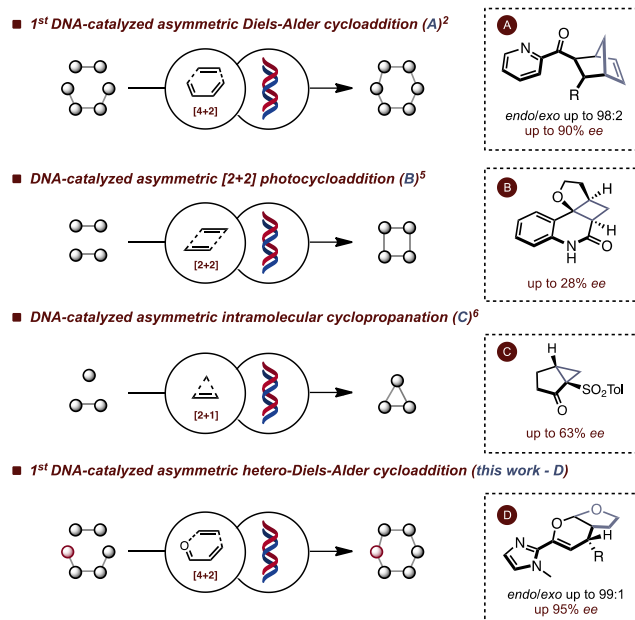 1st DNA-catalyzed asymmetric Diels-Alder cycloaddition (A)2
[4+2]
A
N
O
R
endo/exo up to 98:2
up to 90% ee
DNA-catalyzed asymmetric [2+2] photocycloaddition (B)5
[2+2]
B
O
H
H
N
H
O
up to 28% ee
DNA-catalyzed asymmetric intramolecular cyclopropanation (C)6
[2+1]
C
H
SO2Tol
O
up to 63% ee
1st DNA-catalyzed asymmetric hetero-Diels-Alder cycloaddition (this work - D)
O
[4+2]
D
O
O
N
H
N
R
endo/exo up to 99:1
up 95% ee